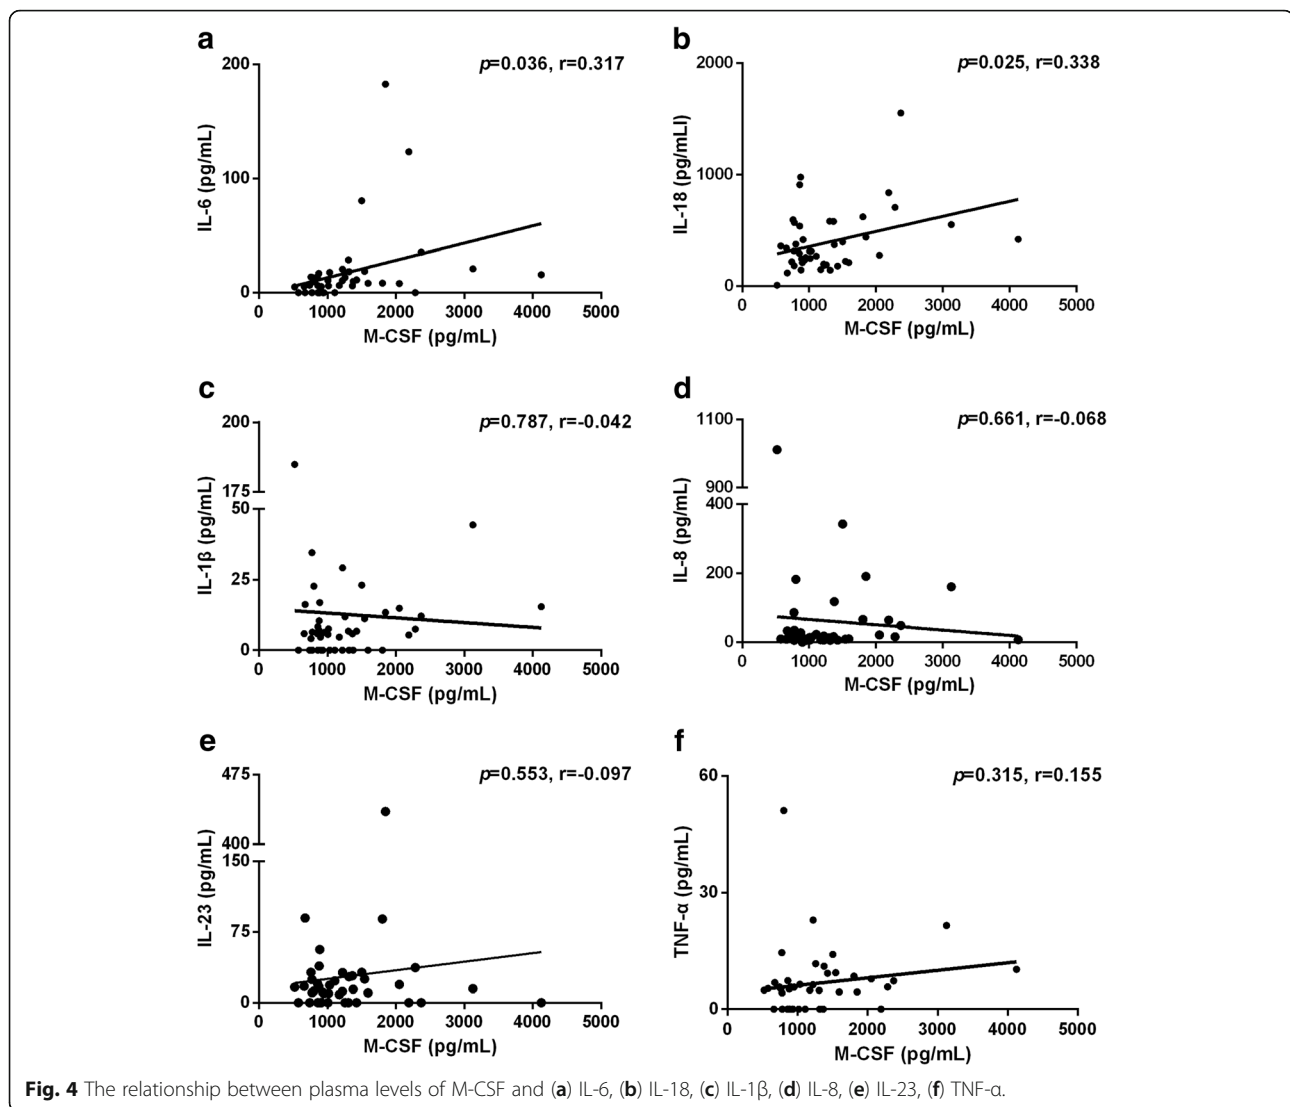 a
p=0.036, r=0.317
200
100
0
IL-6 (pg/mL)
0 1000 2000 3000 4000 5000
M-CSF (pg/mL)
b
p=0.025, r=0.338
2000
1000
0
IL-18 (pg/mLl)
0 1000 2000 3000 4000 5000
M-CSF (pg/mL)
c
p=0.787, r=-0.042
200
175
50
25
0
IL-1β (pg/mL)
0 1000 2000 3000 4000 5000
M-CSF (pg/mL)
d
p=0.661, r=-0.068
1100
900
400
200
0
IL-8 (pg/mL)
0 1000 2000 3000 4000 5000
M-CSF (pg/mL)
e
p=0.553, r=-0.097
475
400
150
75
0
IL-23 (pg/mL)
0 1000 2000 3000 4000 5000
M-CSF (pg/mL)
f
p=0.315, r=0.155
60
30
0
TNF-α (pg/mL)
0 1000 2000 3000 4000 5000
M-CSF (pg/mL)
Fig. 4 The relationship between plasma levels of M-CSF and (a) IL-6, (b) IL-18, (c) IL-1β, (d) IL-8, (e) IL-23, (f) TNF-α.